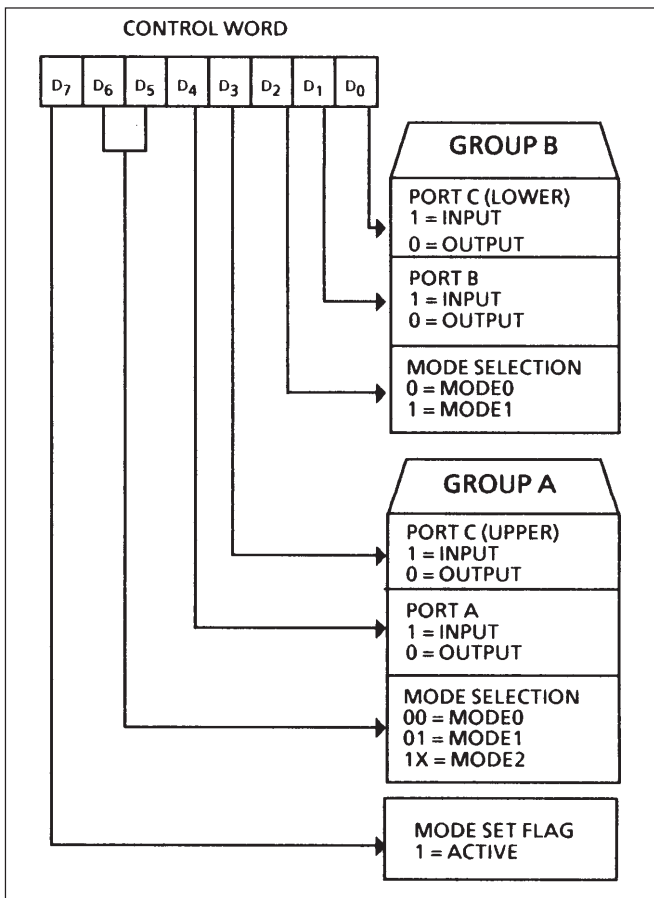 CONTROL WORD
D7 D6 D5 D4 D3 D2 D1 D0
GROUP B
PORT C (LOWER)
1 = INPUT
0 = OUTPUT
PORT B
1 = INPUT
0 = OUTPUT
MODE SELECTION
0 = MODE0
1 = MODE1
GROUP A
PORT C (UPPER)
1 = INPUT
0 = OUTPUT
PORT A
1 = INPUT
0 = OUTPUT
MODE SELECTION
00 = MODE0
01 = MODE1
1X = MODE2
MODE SET FLAG
1 = ACTIVE